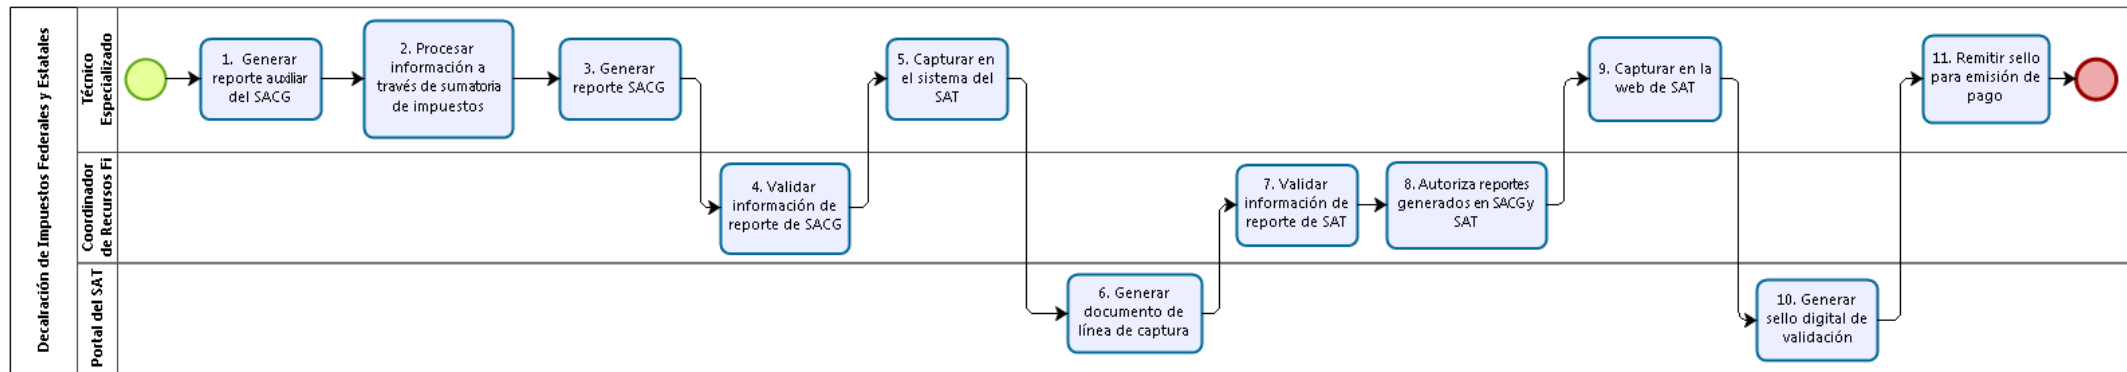 Decalración de Impuestos Federales y Estatales
Técnico
Especializado
1. Generar
reporte auxiliar
del SACG
2. Procesar
información a
través de sumatoria
de impuestos
3. Generar
reporte SACG
5. Capturar en
el sistema del
SAT
9. Capturar en la
web de SAT
11. Remitir sello
para emisión de
pago
Coordinador
de Recursos Fi
4. Validar
información de
reporte de SACG
7. Validar
información de
reporte de SAT
8. Autoriza reportes
generados en SACG y
SAT
Portal del SAT
6. Generar
documento de
línea de captura
10. Generar
sello digital de
validación